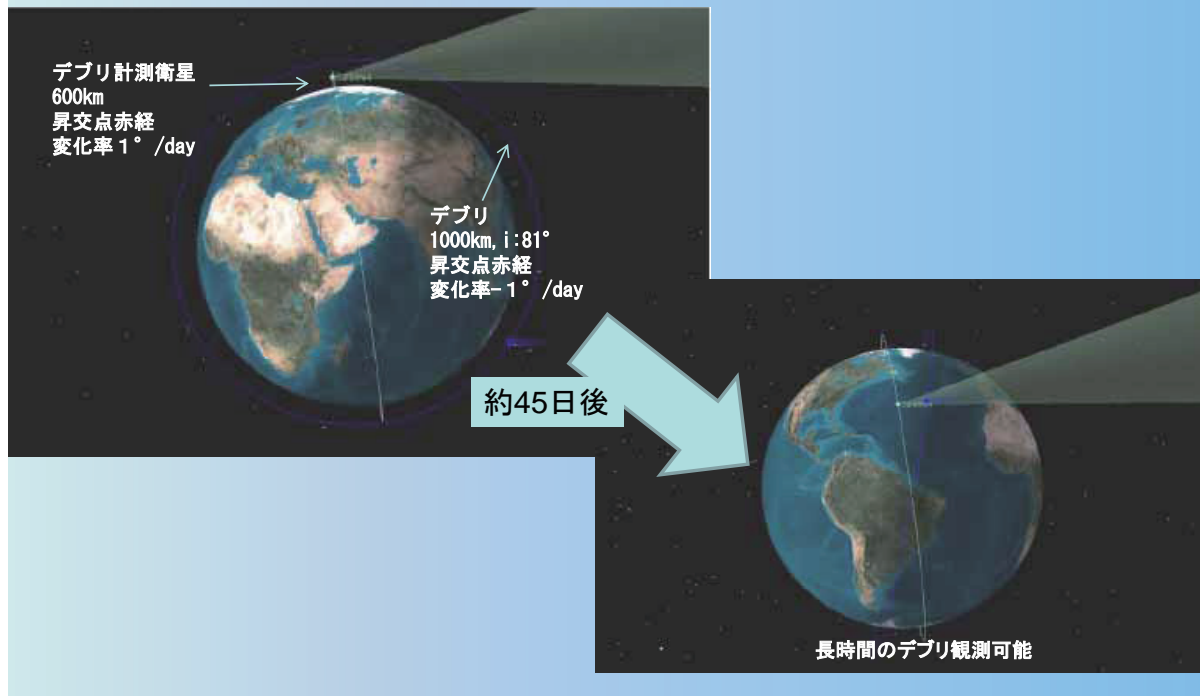 デブリ計測衛星
600km
昇交点赤経
変化率１°/day
デブリ
1000km, i:81°
昇交点赤経
変化率-１°/day
約45日後
長時間のデブリ観測可能